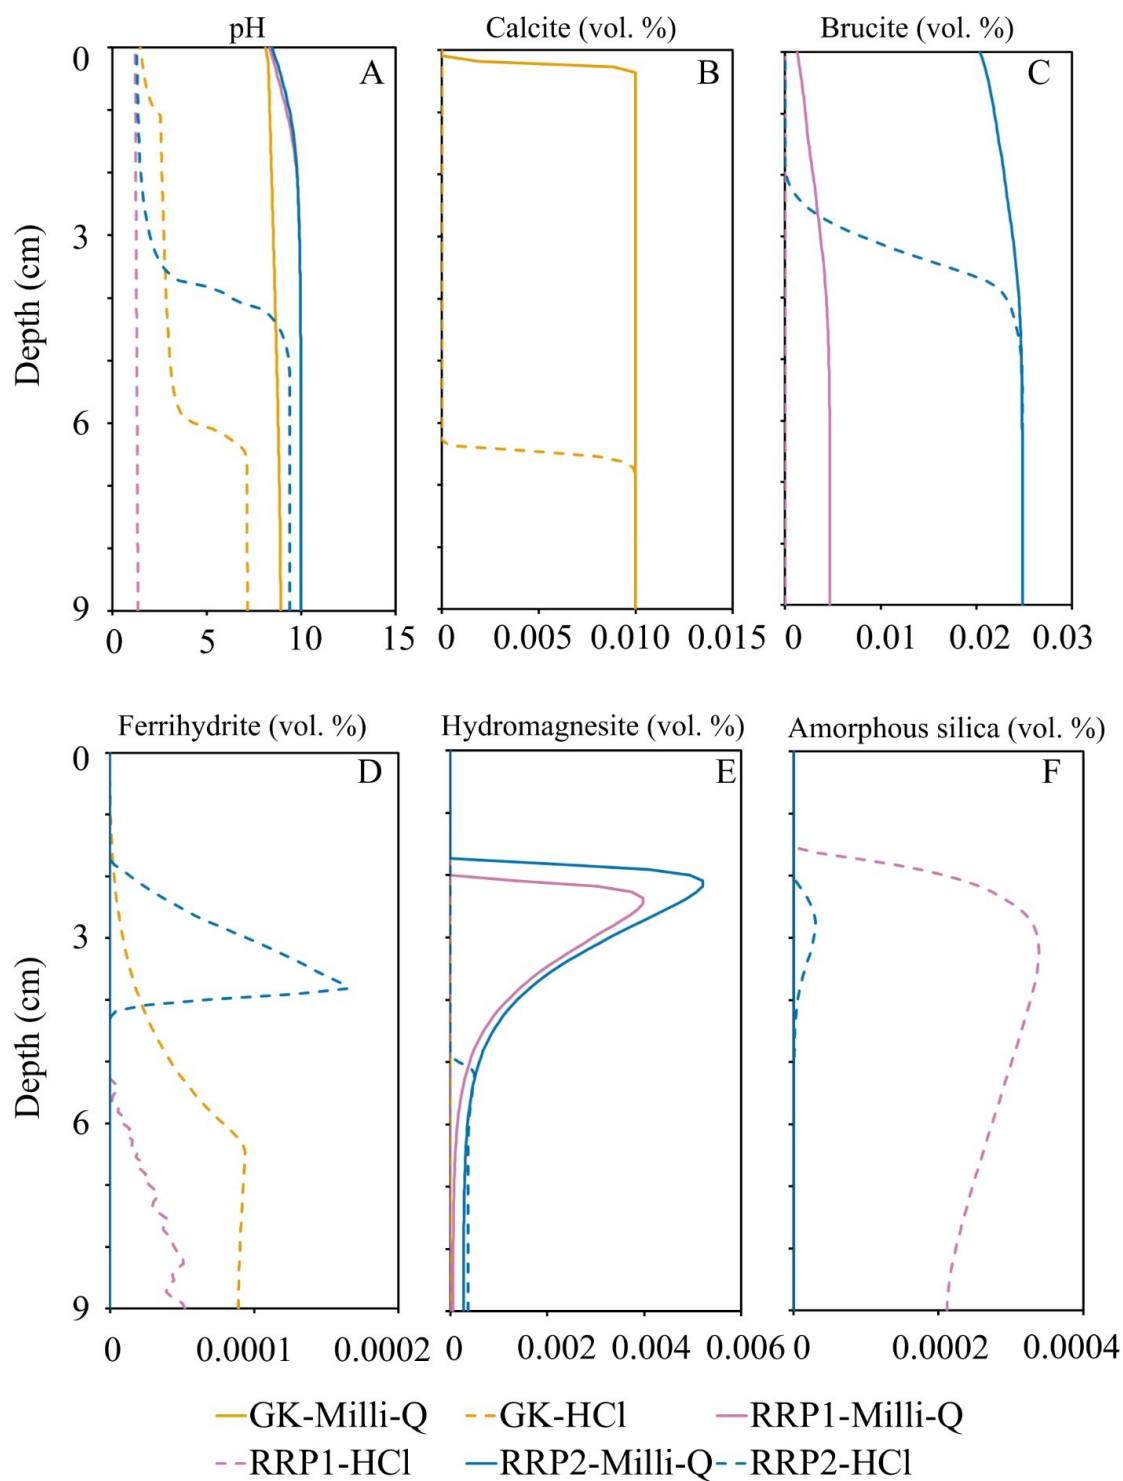 pH Calcite (vol. %) Brucite (vol. %)
0 A B C
3
Depth (cm)
6
9
0 5 10 15 0 0.005 0.010 0.015 0 0.01 0.02 0.03
Ferrihydrite (vol. %) Hydromagnesite (vol. %) Amorphous silica (vol. %)
0 D E F
3
Depth (cm)
6
9
0 0.0001 0.0002 0 0.002 0.004 0.006 0 0.0002 0.0004
GK-Milli-Q GK-HCl RRP1-Milli-Q
RRP1-HCl RRP2-Milli-Q RRP2-HCl